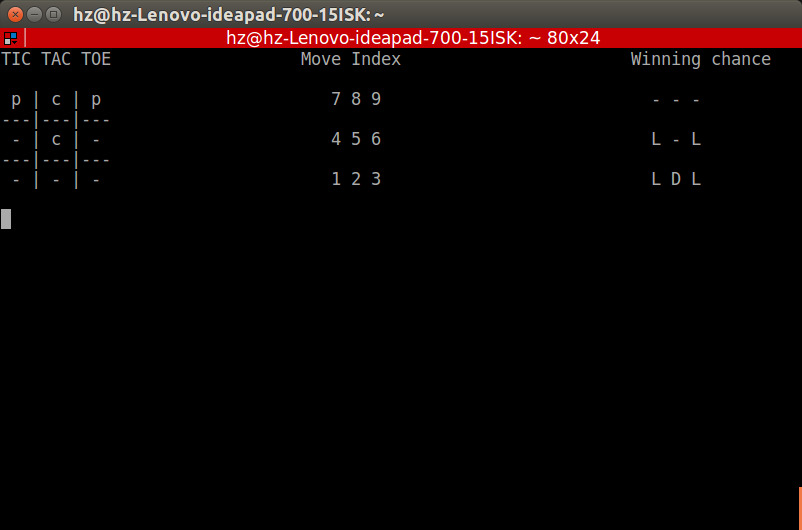 hz@hz-Lenovo-ideapad-700-15ISK: ~
hz@hz-Lenovo-ideapad-700-15ISK: ~ 80x24
TIC TAC TOE Move Index Winning chance
p | c | p 7 8 9 - - -
---|---|---
- | c | - 4 5 6 L - L
---|---|---
- | - | - 1 2 3 L D L